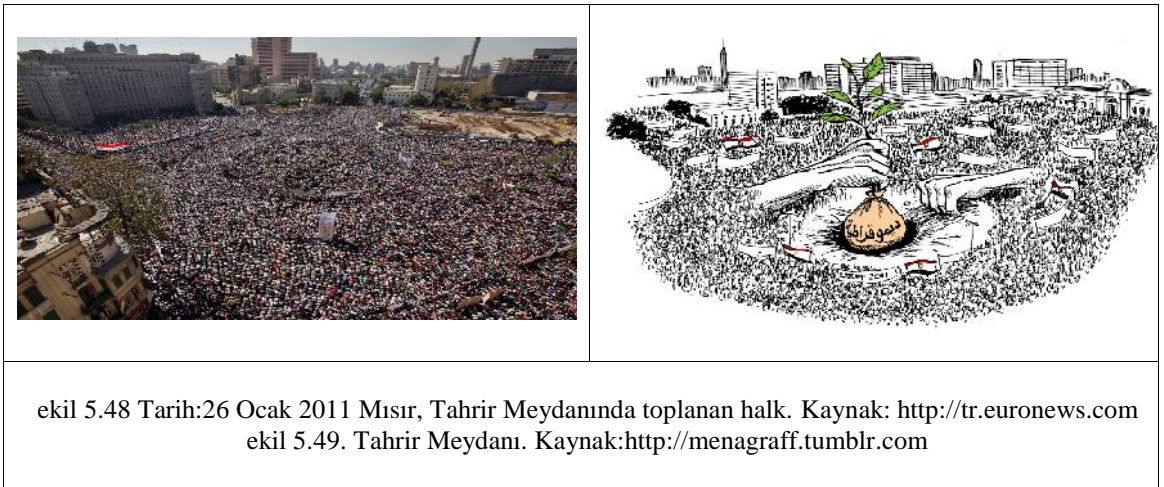 ديموقراطية
ekil 5.48 Tarih:26 Ocak 2011 Mısır, Tahrir Meydanında toplanan halk. Kaynak: http://tr.euronews.com
ekil 5.49. Tahrir Meydanı. Kaynak:http://menagraff.tumblr.com